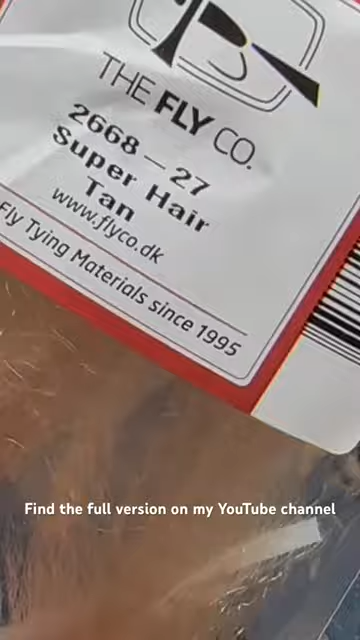 THE FLY CO.
2668 – 27
Super Hair
Tan
www.flyco.dk
Fly Tying Materials since 1995
Find the full version on my YouTube channel